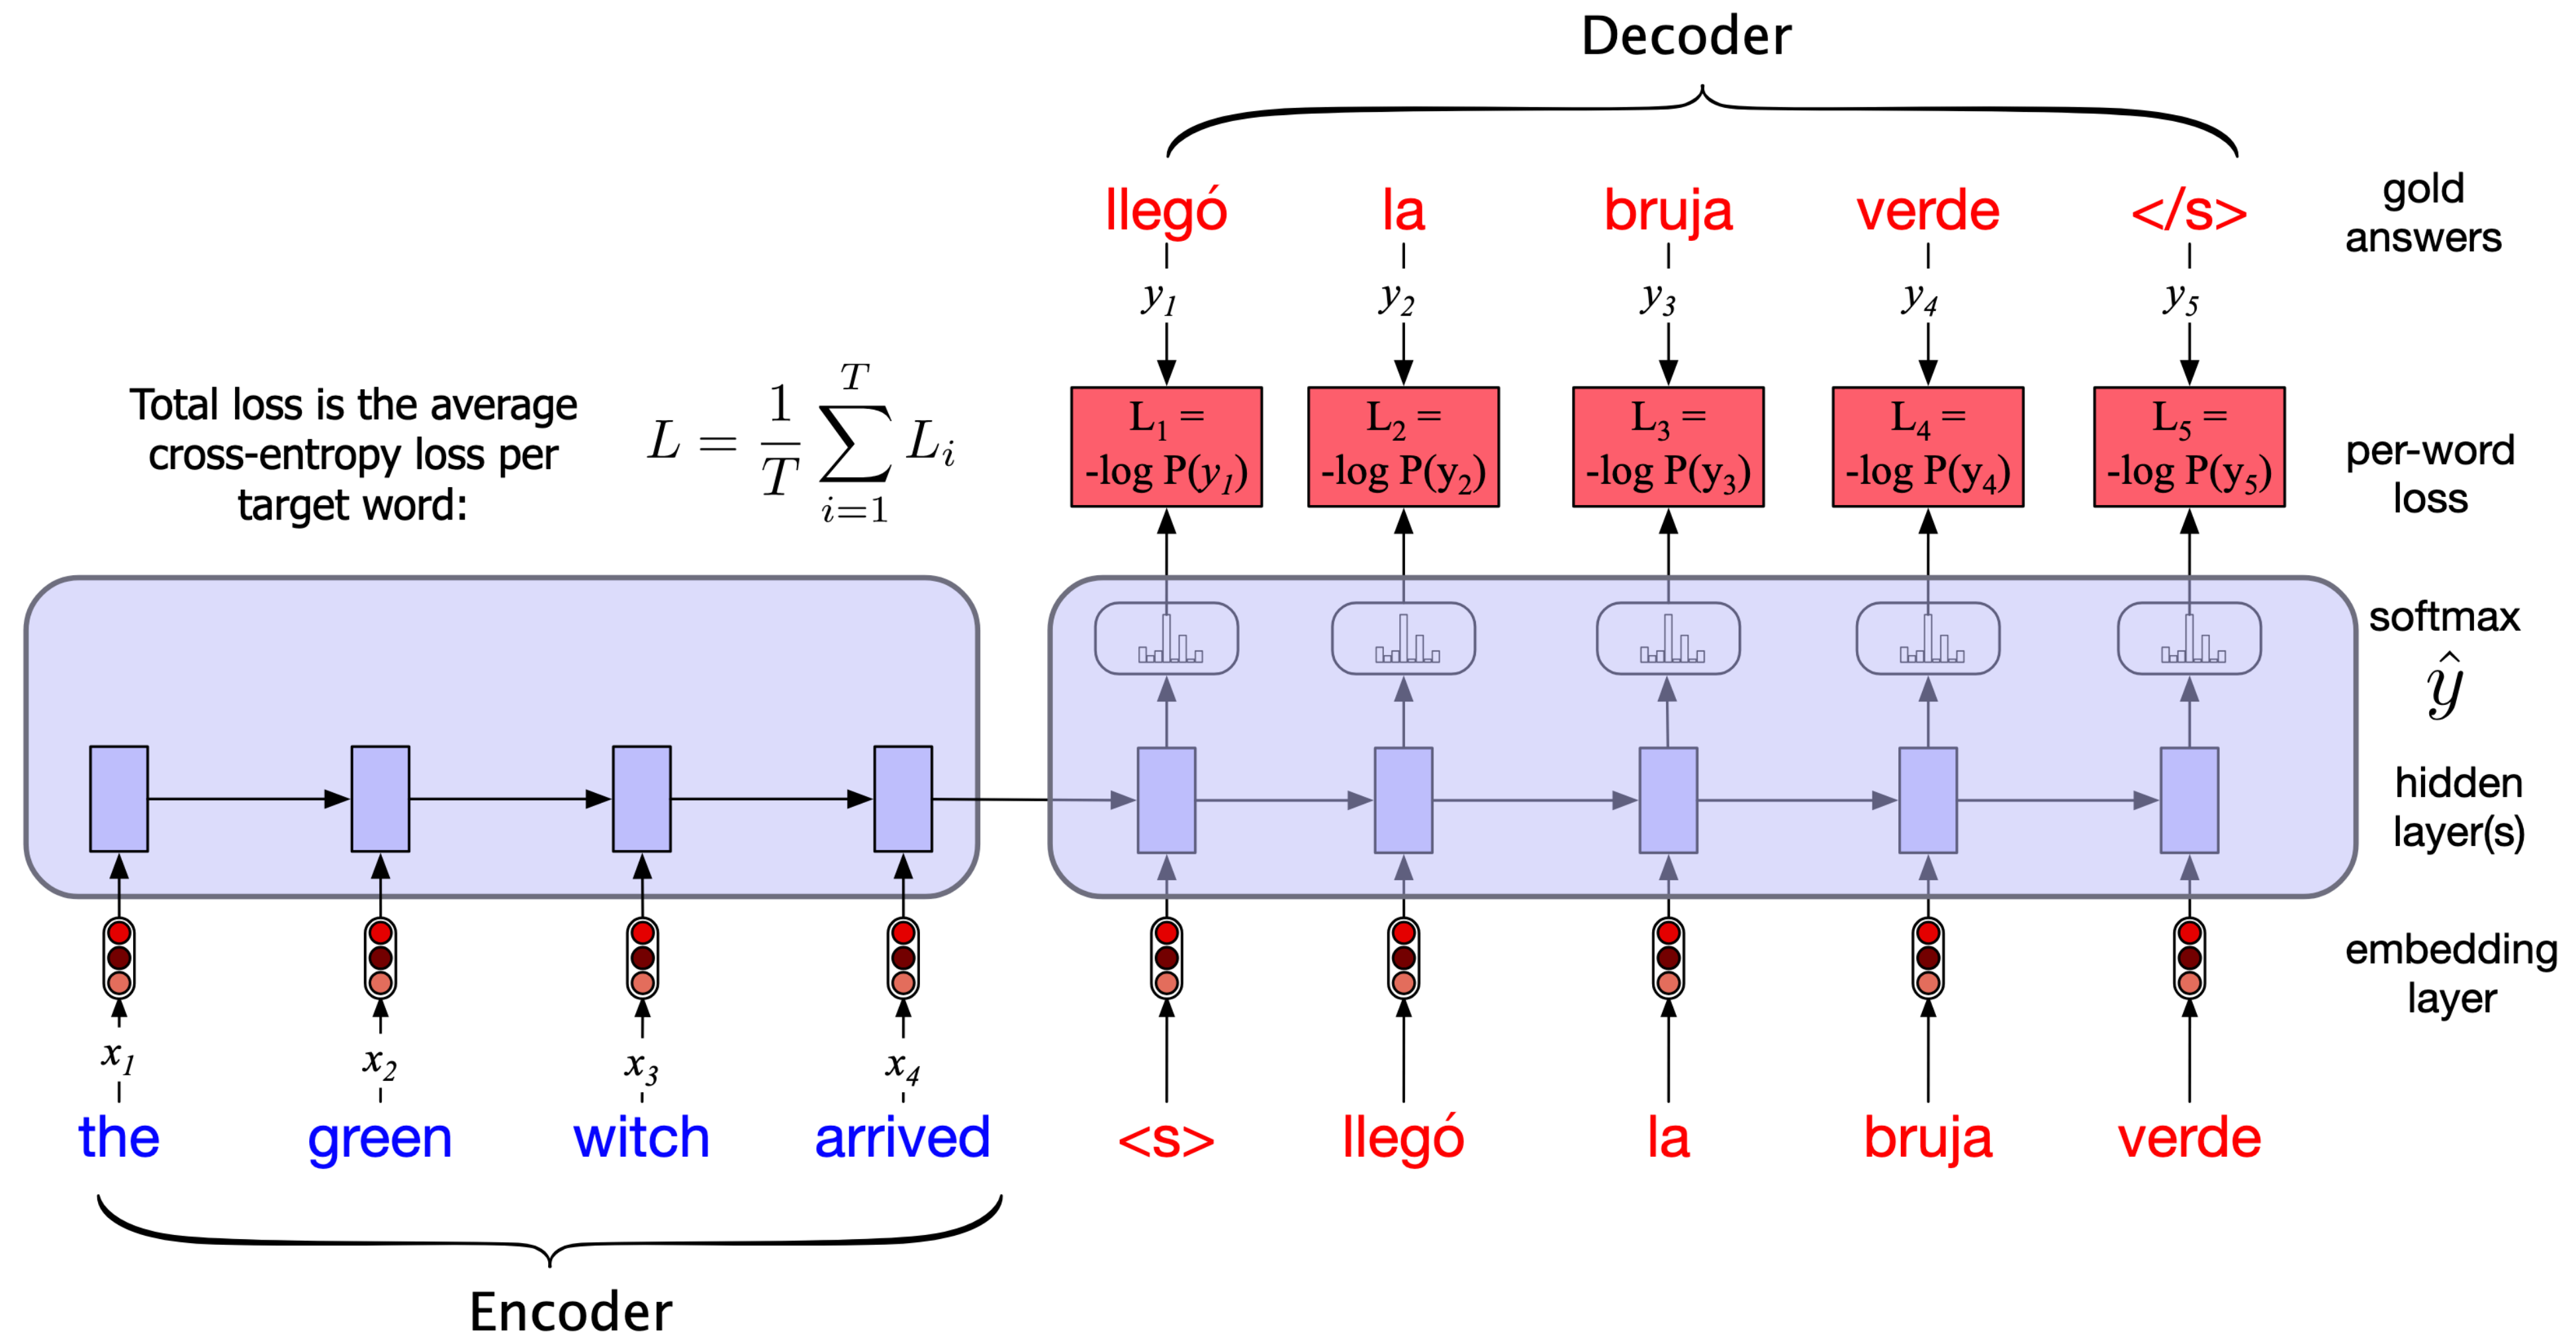 Decoder
llegó la bruja verde </s>
gold
answers
y1 y2 y3 y4 y5
Total loss is the average
cross-entropy loss per
target word:
L = 1/T ∑_{i=1}^{T} L_i
L1 = L2 = L3 = L4 = L5 =
-log P(y1) -log P(y2) -log P(y3) -log P(y4) -log P(y5)
per-word
loss
softmax
ŷ
hidden
layer(s)
embedding
layer
x1 x2 x3 x4
the green witch arrived <s> llegó la bruja verde
Encoder